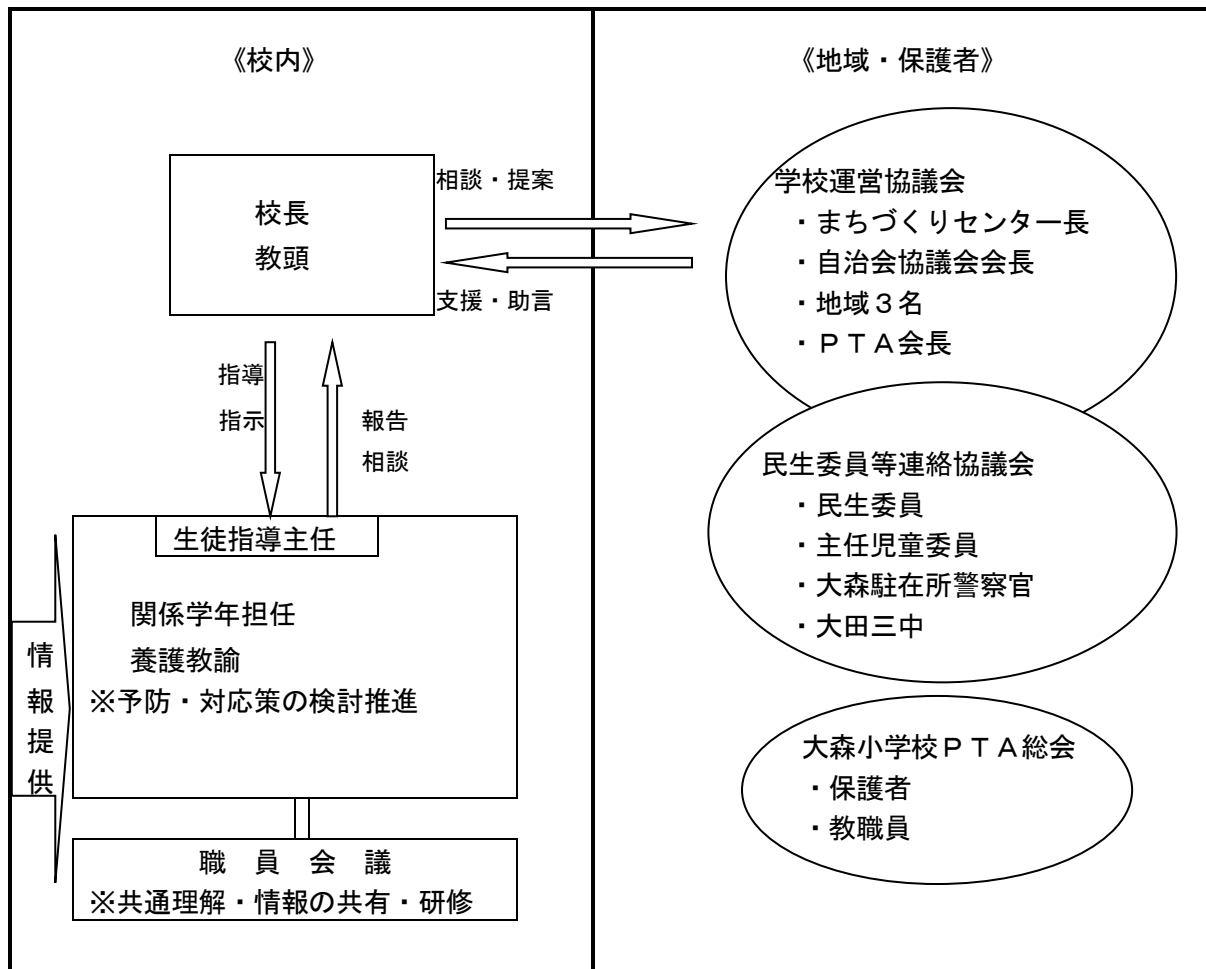 《校内》
校長
教頭
相談・提案
支援・助言
指導
指示
報告
相談
生徒指導主任
関係学年担任
養護教諭
※予防・対応策の検討推進
情報提供
職員会議
※共通理解・情報の共有・研修
《地域・保護者》
学校運営協議会
・まちづくりセンター長
・自治会協議会会長
・地域３名
・ＰＴＡ会長
民生委員等連絡協議会
・民生委員
・主任児童委員
・大森駐在所警察官
・大田三中
大森小学校ＰＴＡ総会
・保護者
・教職員